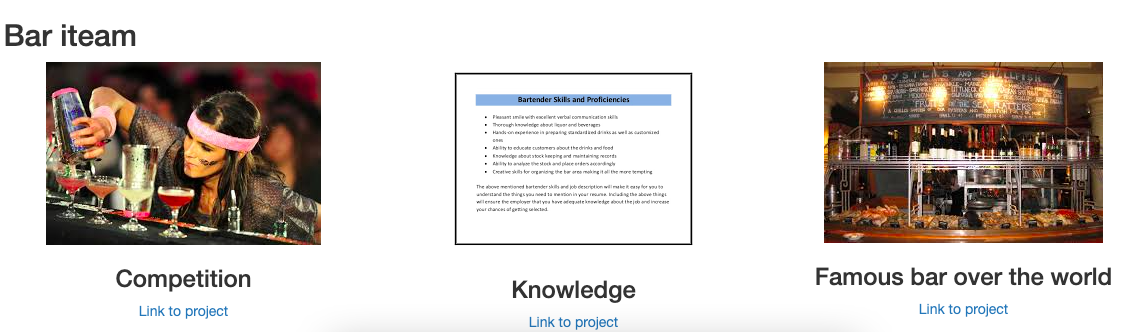 Bar iteam
Bartender Skills and Proficiencies
Pleasant smile with excellent verbal communication skills
Thorough knowledge about liquor and beverages
Hands-on experience in preparing standardized drinks as well as customized
ones
Ability to educate customers about the drinks and food
Knowledge about stock keeping and maintaining records
Ability to analyze the stock and place orders accordingly
Creative skills for organizing the bar area making it all the more tempting
The above mentioned bartender skills and job description will make it easy for you to
understand the things you need to mention in your resume. Including the above things
will ensure the employer that you have adequate knowledge about the job and increase
your chances of getting selected.
OYSTERS AND SHELLFISH
FRUITS OF THE SEA PLATTERS
Competition
Knowledge
Famous bar over the world
Link to project
Link to project
Link to project